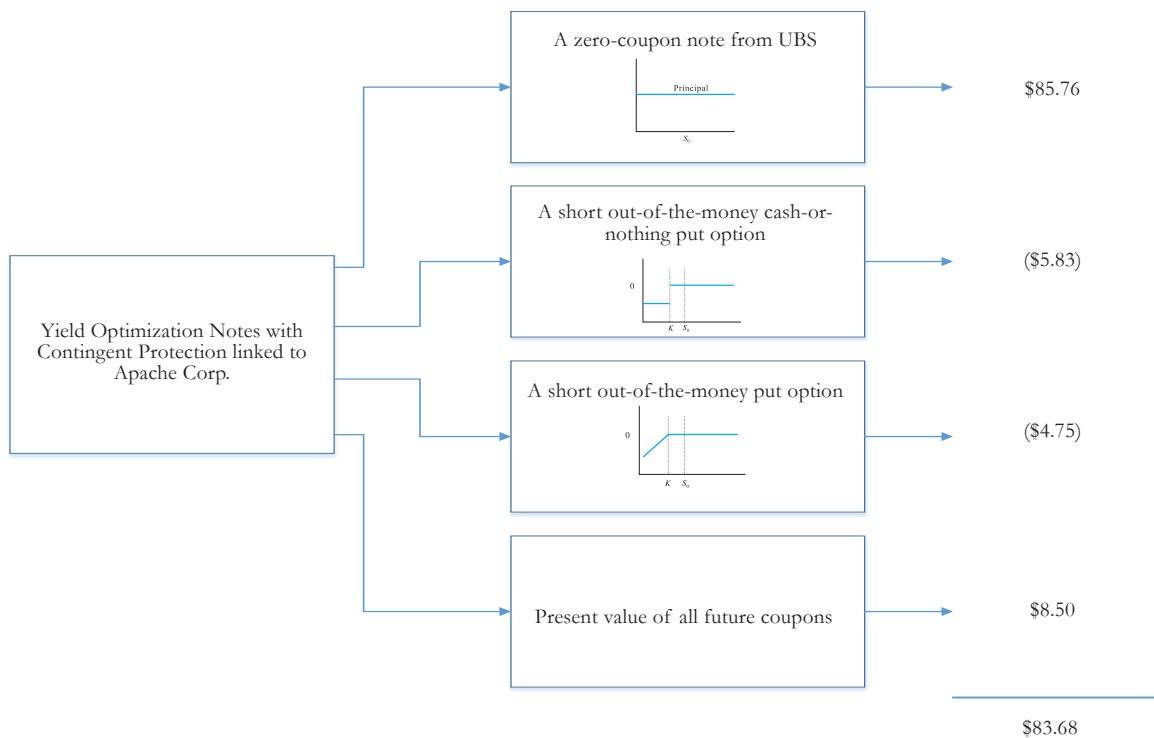 A zero-coupon note from UBS
Principal
S₀
$85.76
A short out-of-the-money cash-or-
nothing put option
0
K S₀
($5.83)
Yield Optimization Notes with
Contingent Protection linked to
Apache Corp.
A short out-of-the-money put option
0
K S₀
($4.75)
Present value of all future coupons
$8.50
$83.68